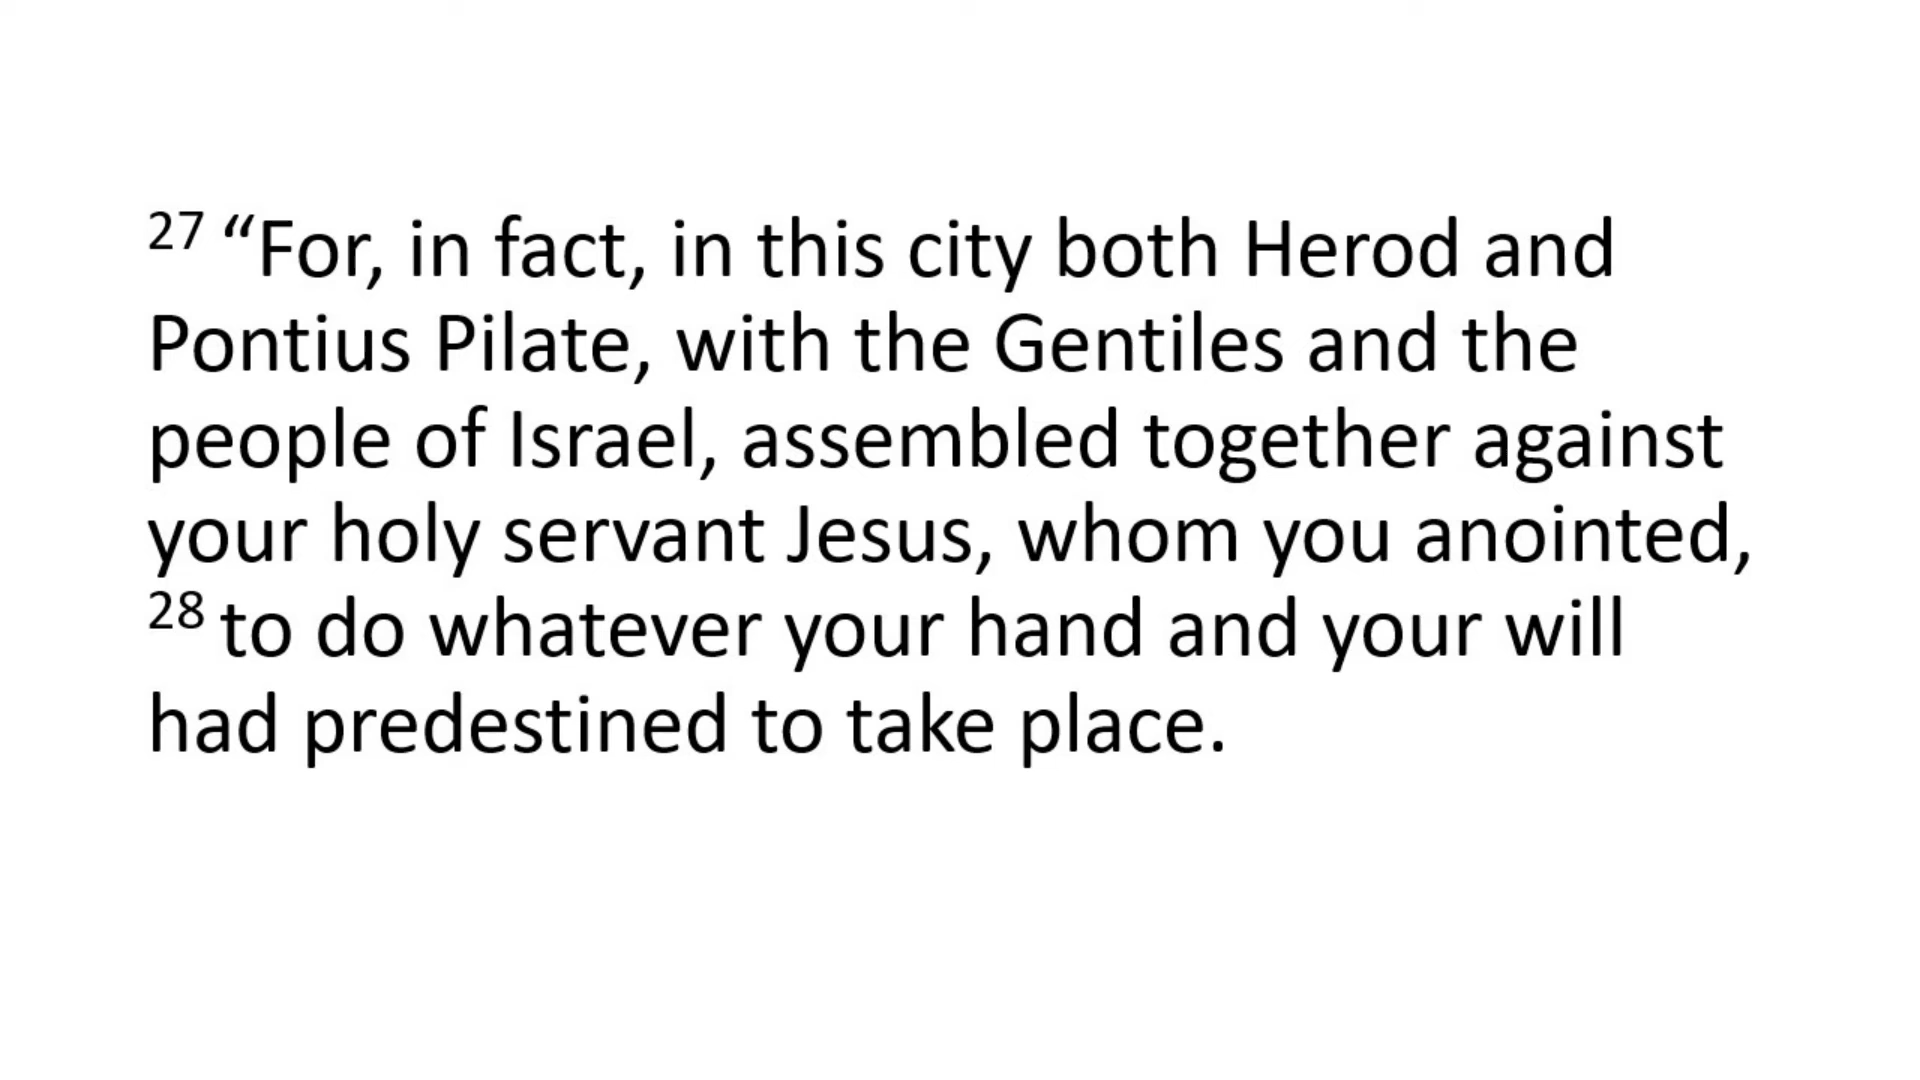 27 “For, in fact, in this city both Herod and
Pontius Pilate, with the Gentiles and the
people of Israel, assembled together against
your holy servant Jesus, whom you anointed,
28 to do whatever your hand and your will
had predestined to take place.